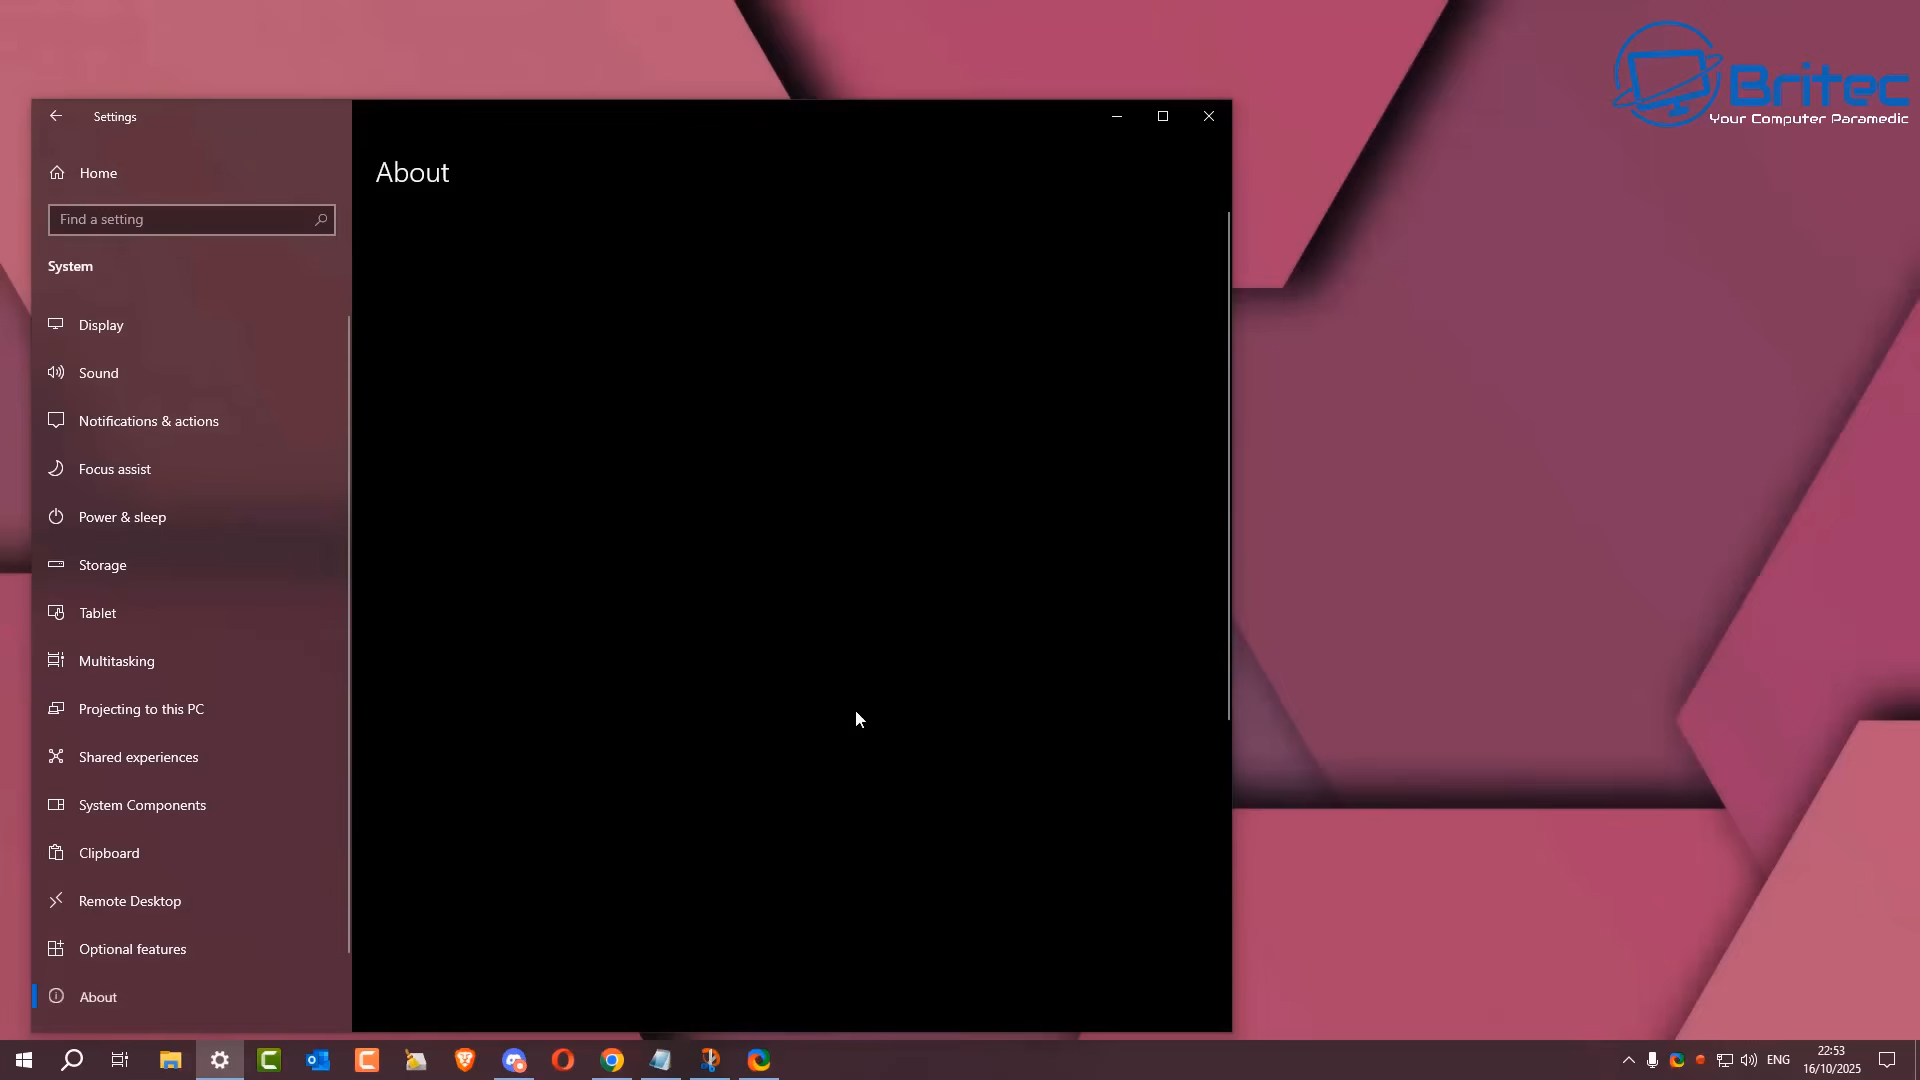 Britec
Your Computer Paramedic
Settings
Home
Find a setting
System
Display
Sound
Notifications & actions
Focus assist
Power & sleep
Storage
Tablet
Multitasking
Projecting to this PC
Shared experiences
System Components
Clipboard
Remote Desktop
Optional features
About
About
ENG
22:53
16/10/2025